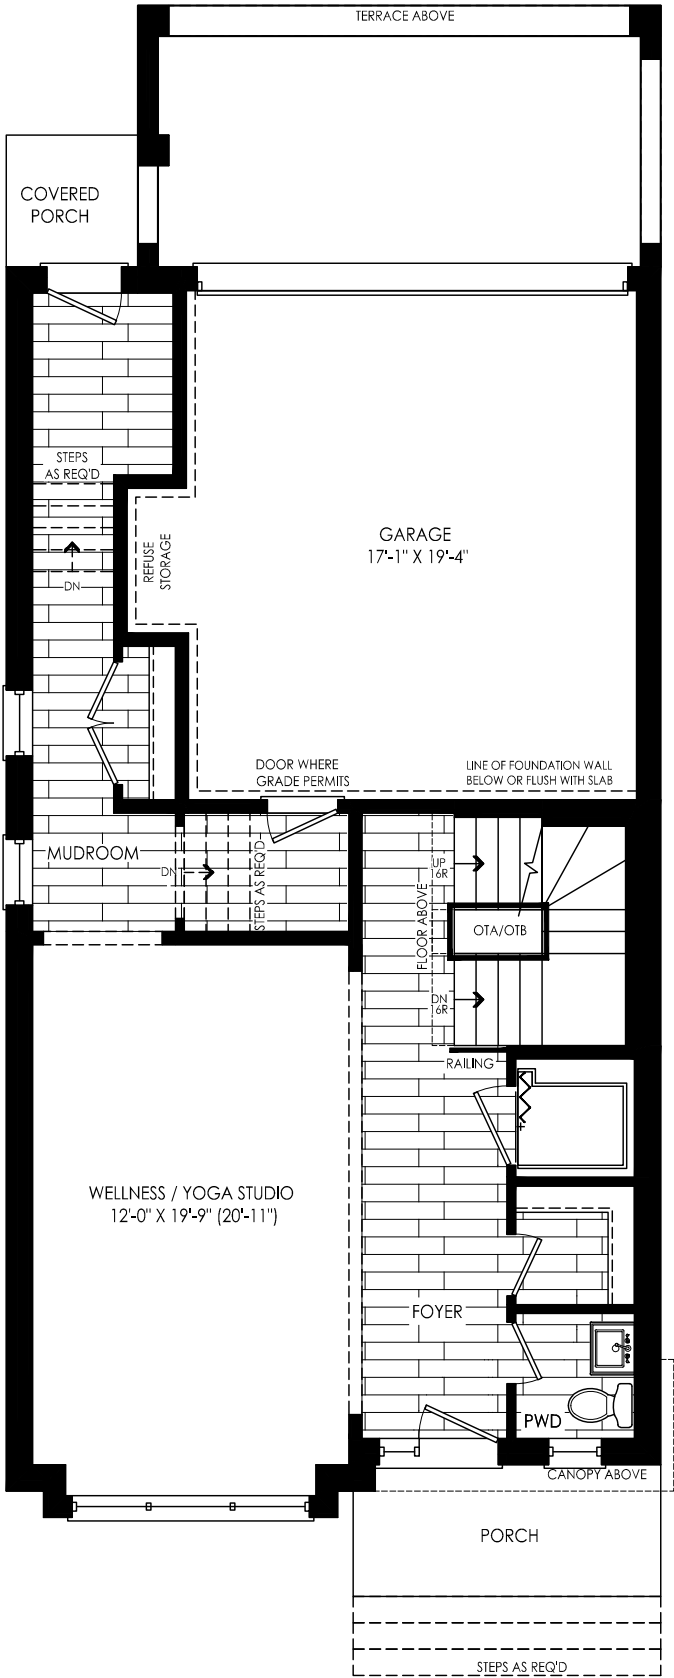 TERRACE ABOVE
COVERED
PORCH
STEPS
AS REQ'D
DN
REFUSE
STORAGE
GARAGE
17'-1" X 19'-4"
DOOR WHERE
GRADE PERMITS
LINE OF FOUNDATION WALL
BELOW OR FLUSH WITH SLAB
MUDROOM
DN
STEPS AS REQ'D
FLOOR ABOVE
UP
16R
OTA/OTB
DN
16R
RAILING
WELLNESS / YOGA STUDIO
12'-0" X 19'-9" (20'-11")
FOYER
PWD
CANOPY ABOVE
PORCH
STEPS AS REQ'D